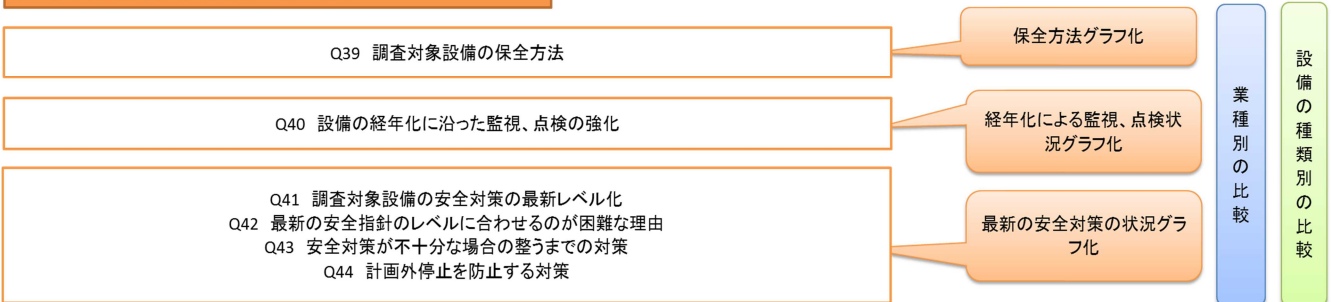 Q39 調査対象設備の保全方法
保全方法グラフ化
Q40 設備の経年化に沿った監視、点検の強化
経年化による監視、点検状
況グラフ化
Q41 調査対象設備の安全対策の最新レベル化
Q42 最新の安全指針のレベルに合わせるのが困難な理由
Q43 安全対策が不十分な場合の整うまでの対策
Q44 計画外停止を防止する対策
最新の安全対策の状況グラ
フ化
業種別の比較
設備の種類別の比較